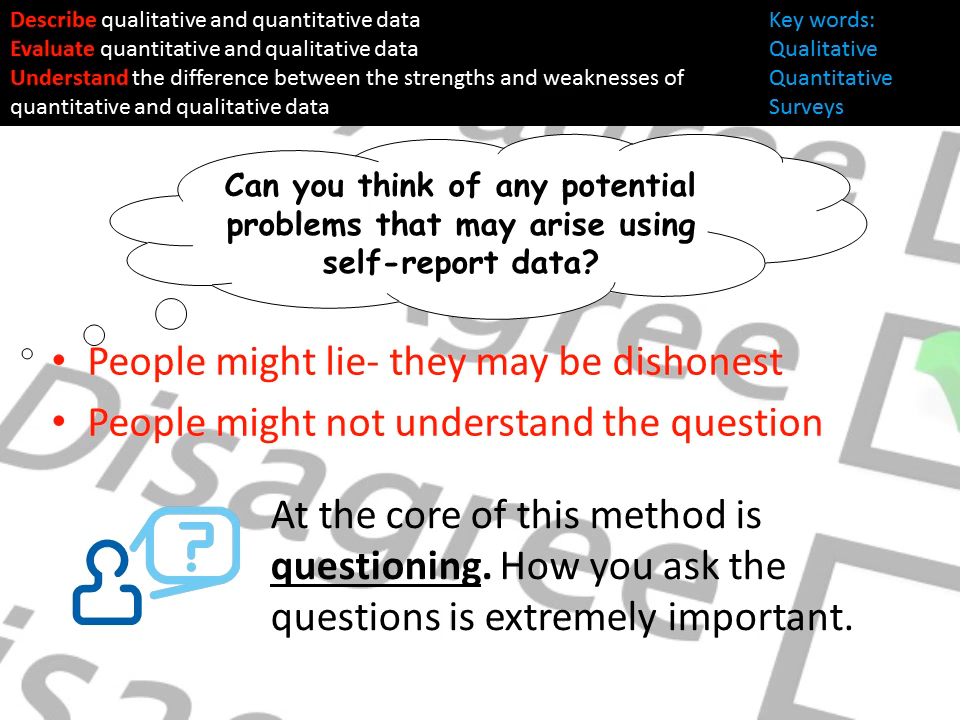 Describe qualitative and quantitative data
Evaluate quantitative and qualitative data
Understand the difference between the strengths and weaknesses of
quantitative and qualitative data
Key words:
Qualitative
Quantitative
Surveys
Can you think of any potential
problems that may arise using
self-report data?
• People might lie- they may be dishonest
• People might not understand the question
?
At the core of this method is
questioning. How you ask the
questions is extremely important.
Agree
Disagree
Disagree